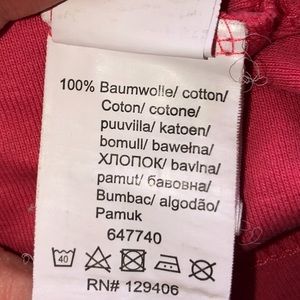 100% Baumwolle/ cotton/
Coton/ cotone/
puuvilla/ katoen/
bomull/ bawełna/
ХЛОПОК/ bavlna/
pamut/ бавовна/
Bumbac/ algodão/
Pamuk
647740
40
RN# 129406